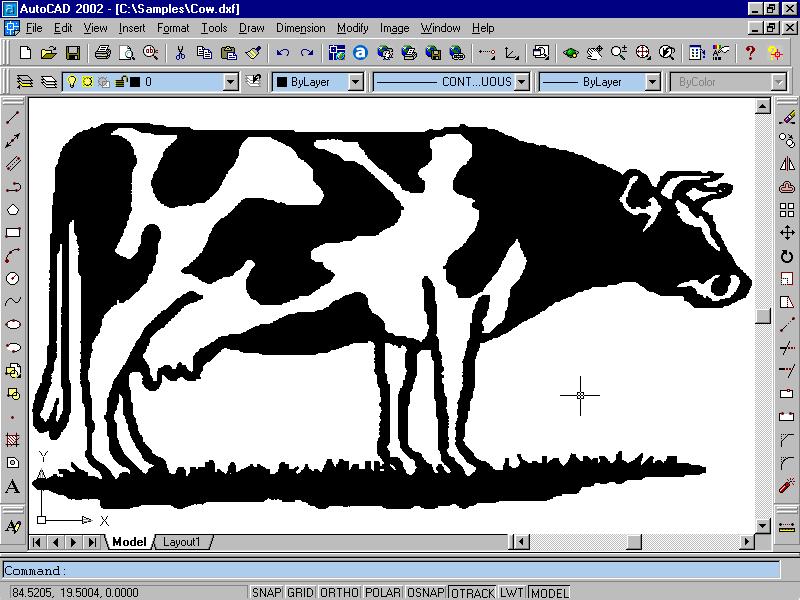 AutoCAD 2002 - [C:\Samples\Cow.dxf]
File Edit View Insert Format Tools Draw Dimension Modify Image Window Help
0 ByLayer CONT...UOUS ByLayer ByColor
A
Y
X
Model Layout1
Command:
84.5205, 19.5004, 0.0000 SNAP GRID ORTHO POLAR OSNAP OTRACK LWT MODEL